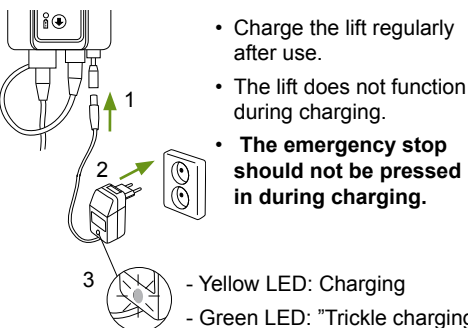 • Charge the lift regularly
after use.
• The lift does not function
during charging.
• The emergency stop
should not be pressed
in during charging.
1
2
3
- Yellow LED: Charging
- Green LED: ”Trickle charging